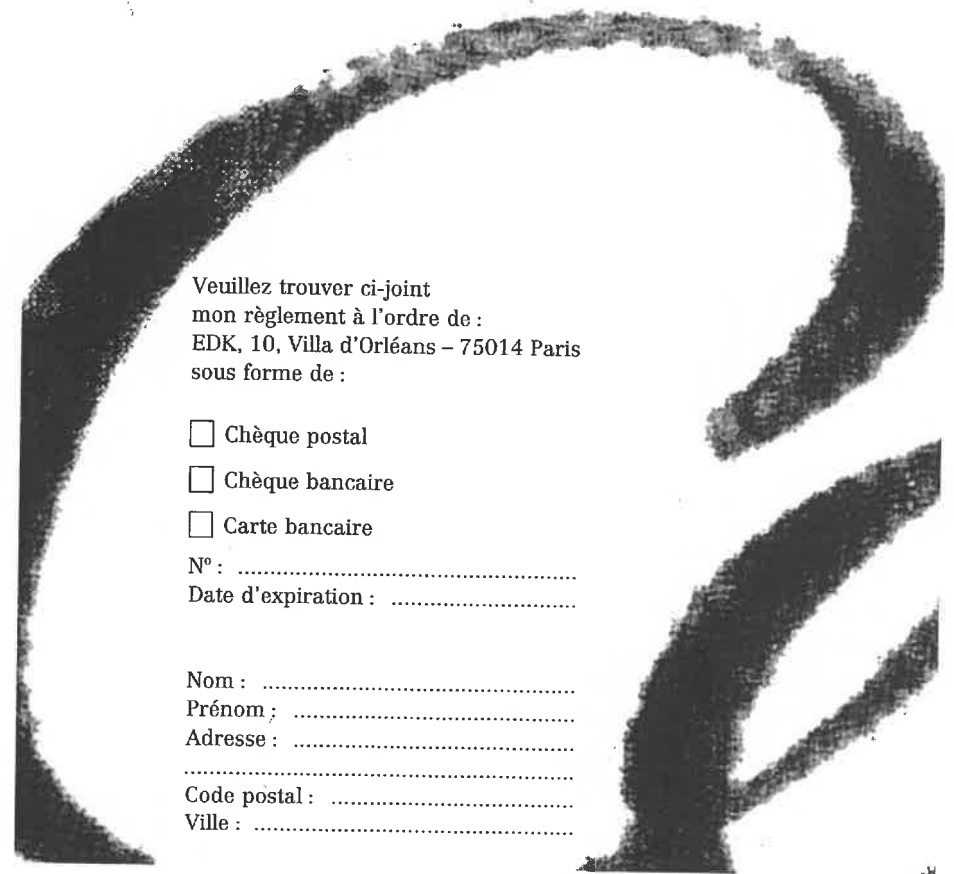 Veuillez trouver ci-joint
mon règlement à l'ordre de :
EDK, 10, Villa d'Orléans – 75014 Paris
sous forme de :
Chèque postal
Chèque bancaire
Carte bancaire
N° : ..............................
Date d'expiration : ..............................
Nom : ..............................
Prénom : ..............................
Adresse : ..............................
..............................
Code postal : ..............................
Ville : ..............................